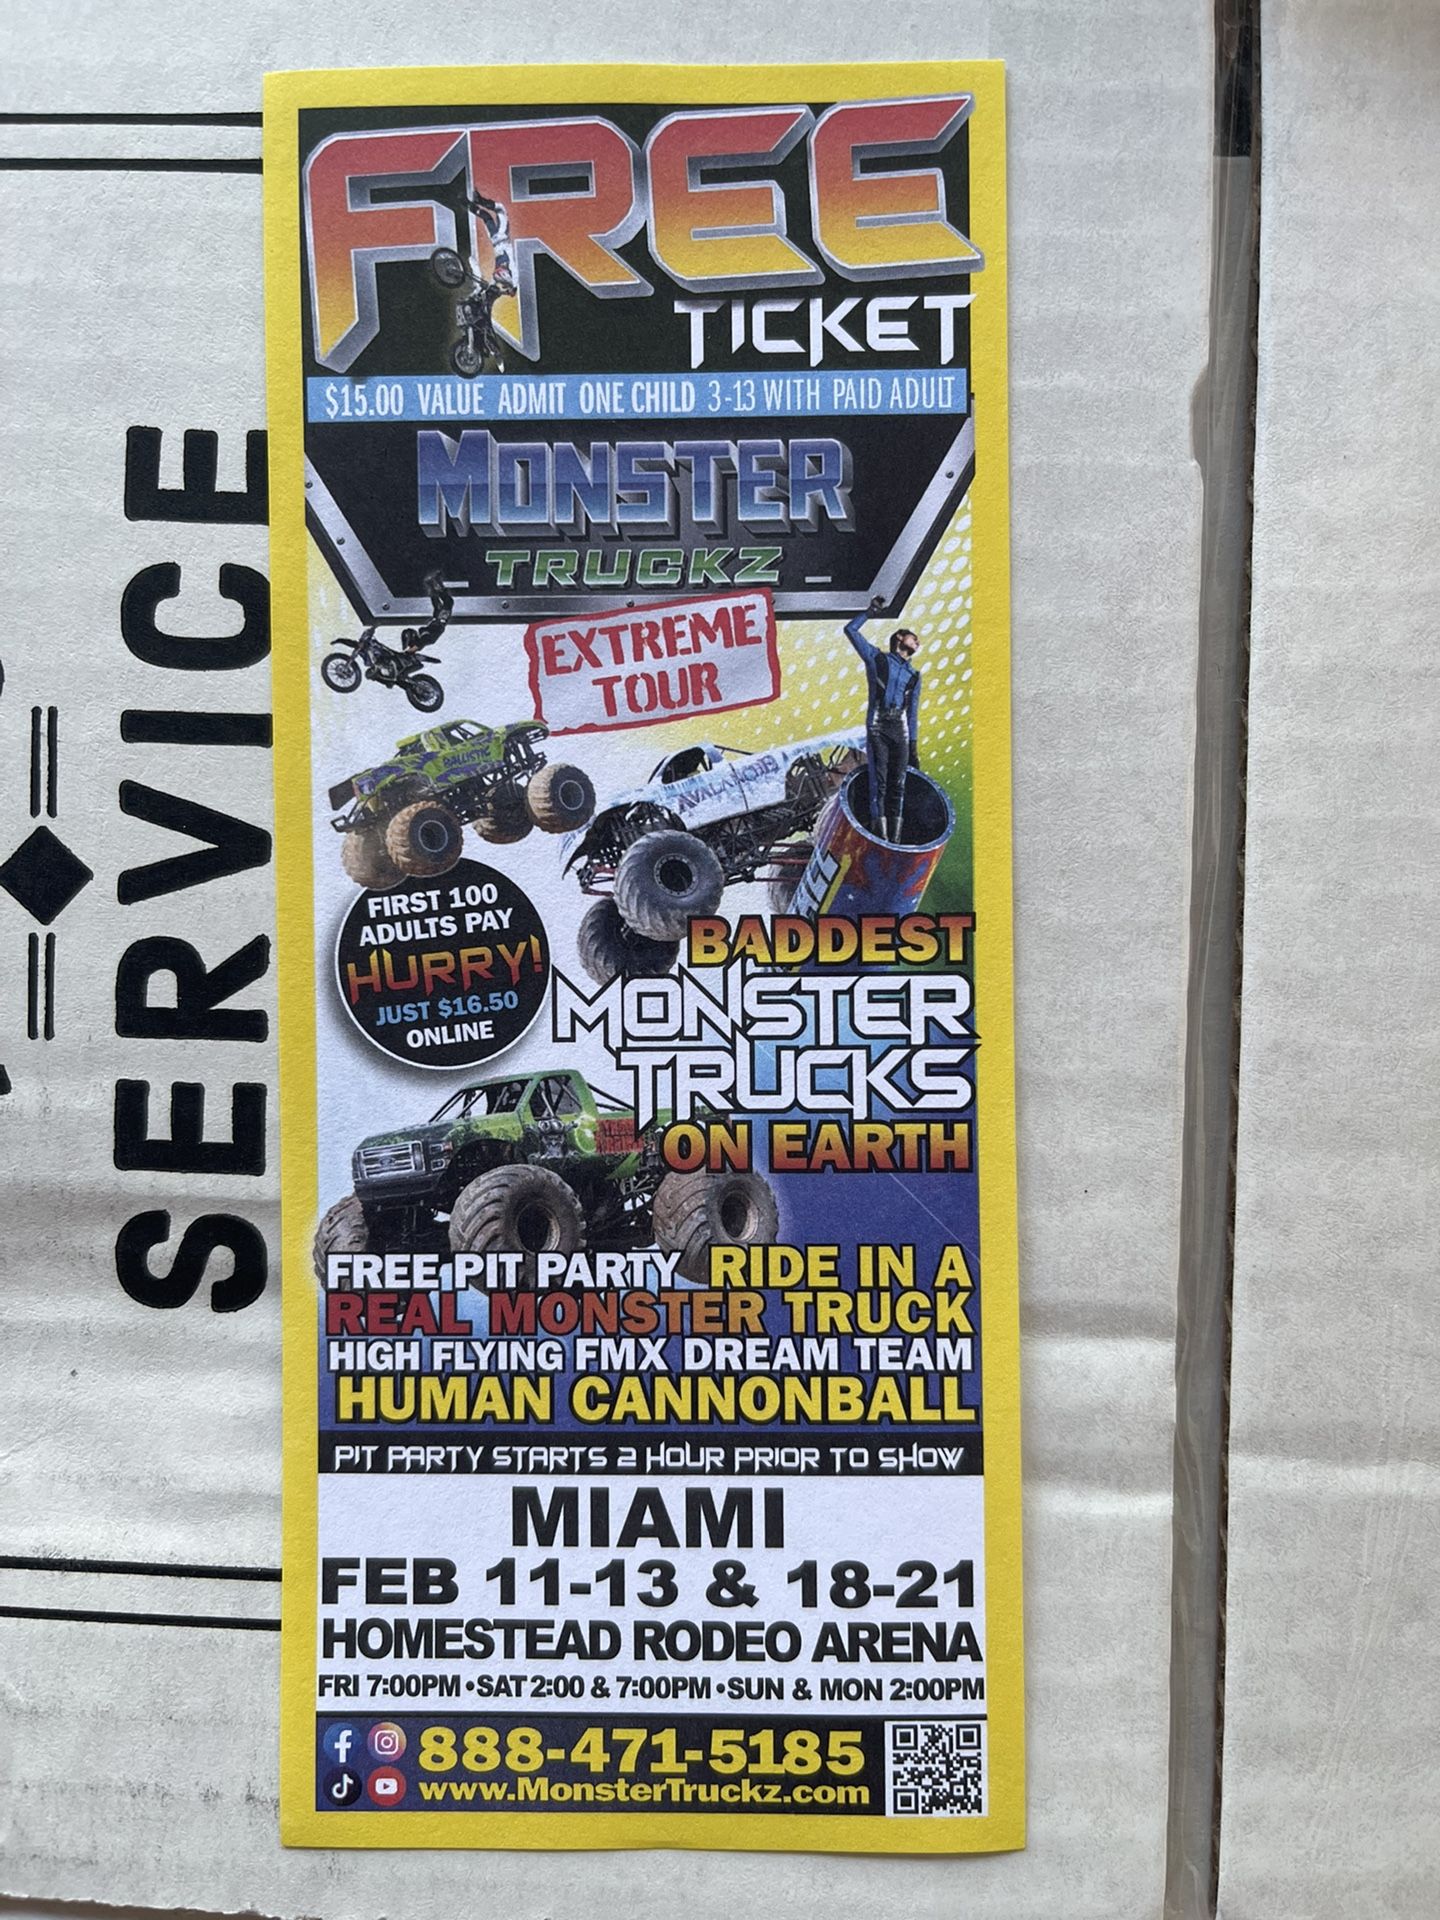 FREE
TICKET
$15.00 VALUE ADMIT ONE CHILD 3-13 WITH PAID ADULT
MONSTER
TRUCKZ
EXTREME
TOUR
BALLISTIC
AVALANCHE
FIRST 100
ADULTS PAY
HURRY!
JUST $16.50
ONLINE
BADDEST
MONSTER
TRUCKS
ON EARTH
FREE PIT PARTY RIDE IN A
REAL MONSTER TRUCK
HIGH FLYING FMX DREAM TEAM
HUMAN CANNONBALL
PIT PARTY STARTS 2 HOUR PRIOR TO SHOW
MIAMI
FEB 11-13 & 18-21
HOMESTEAD RODEO ARENA
FRI 7:00PM • SAT 2:00 & 7:00PM • SUN & MON 2:00PM
888-471-5185
www.MonsterTruckz.com
SERVICE